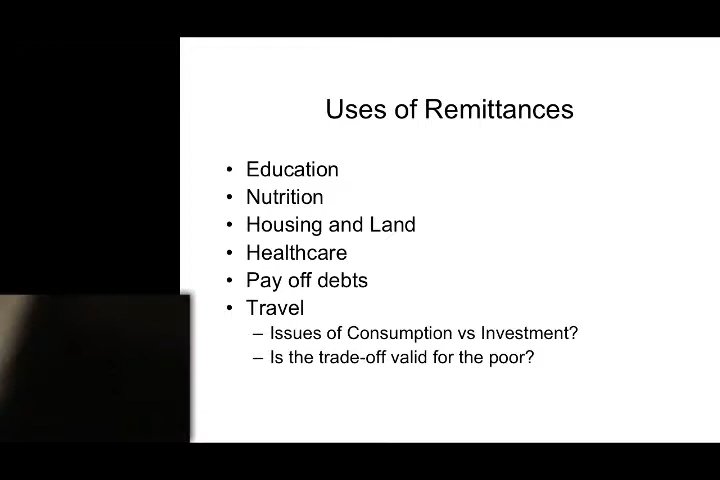 Uses of Remittances
• Education
• Nutrition
• Housing and Land
• Healthcare
• Pay off debts
• Travel
– Issues of Consumption vs Investment?
– Is the trade-off valid for the poor?